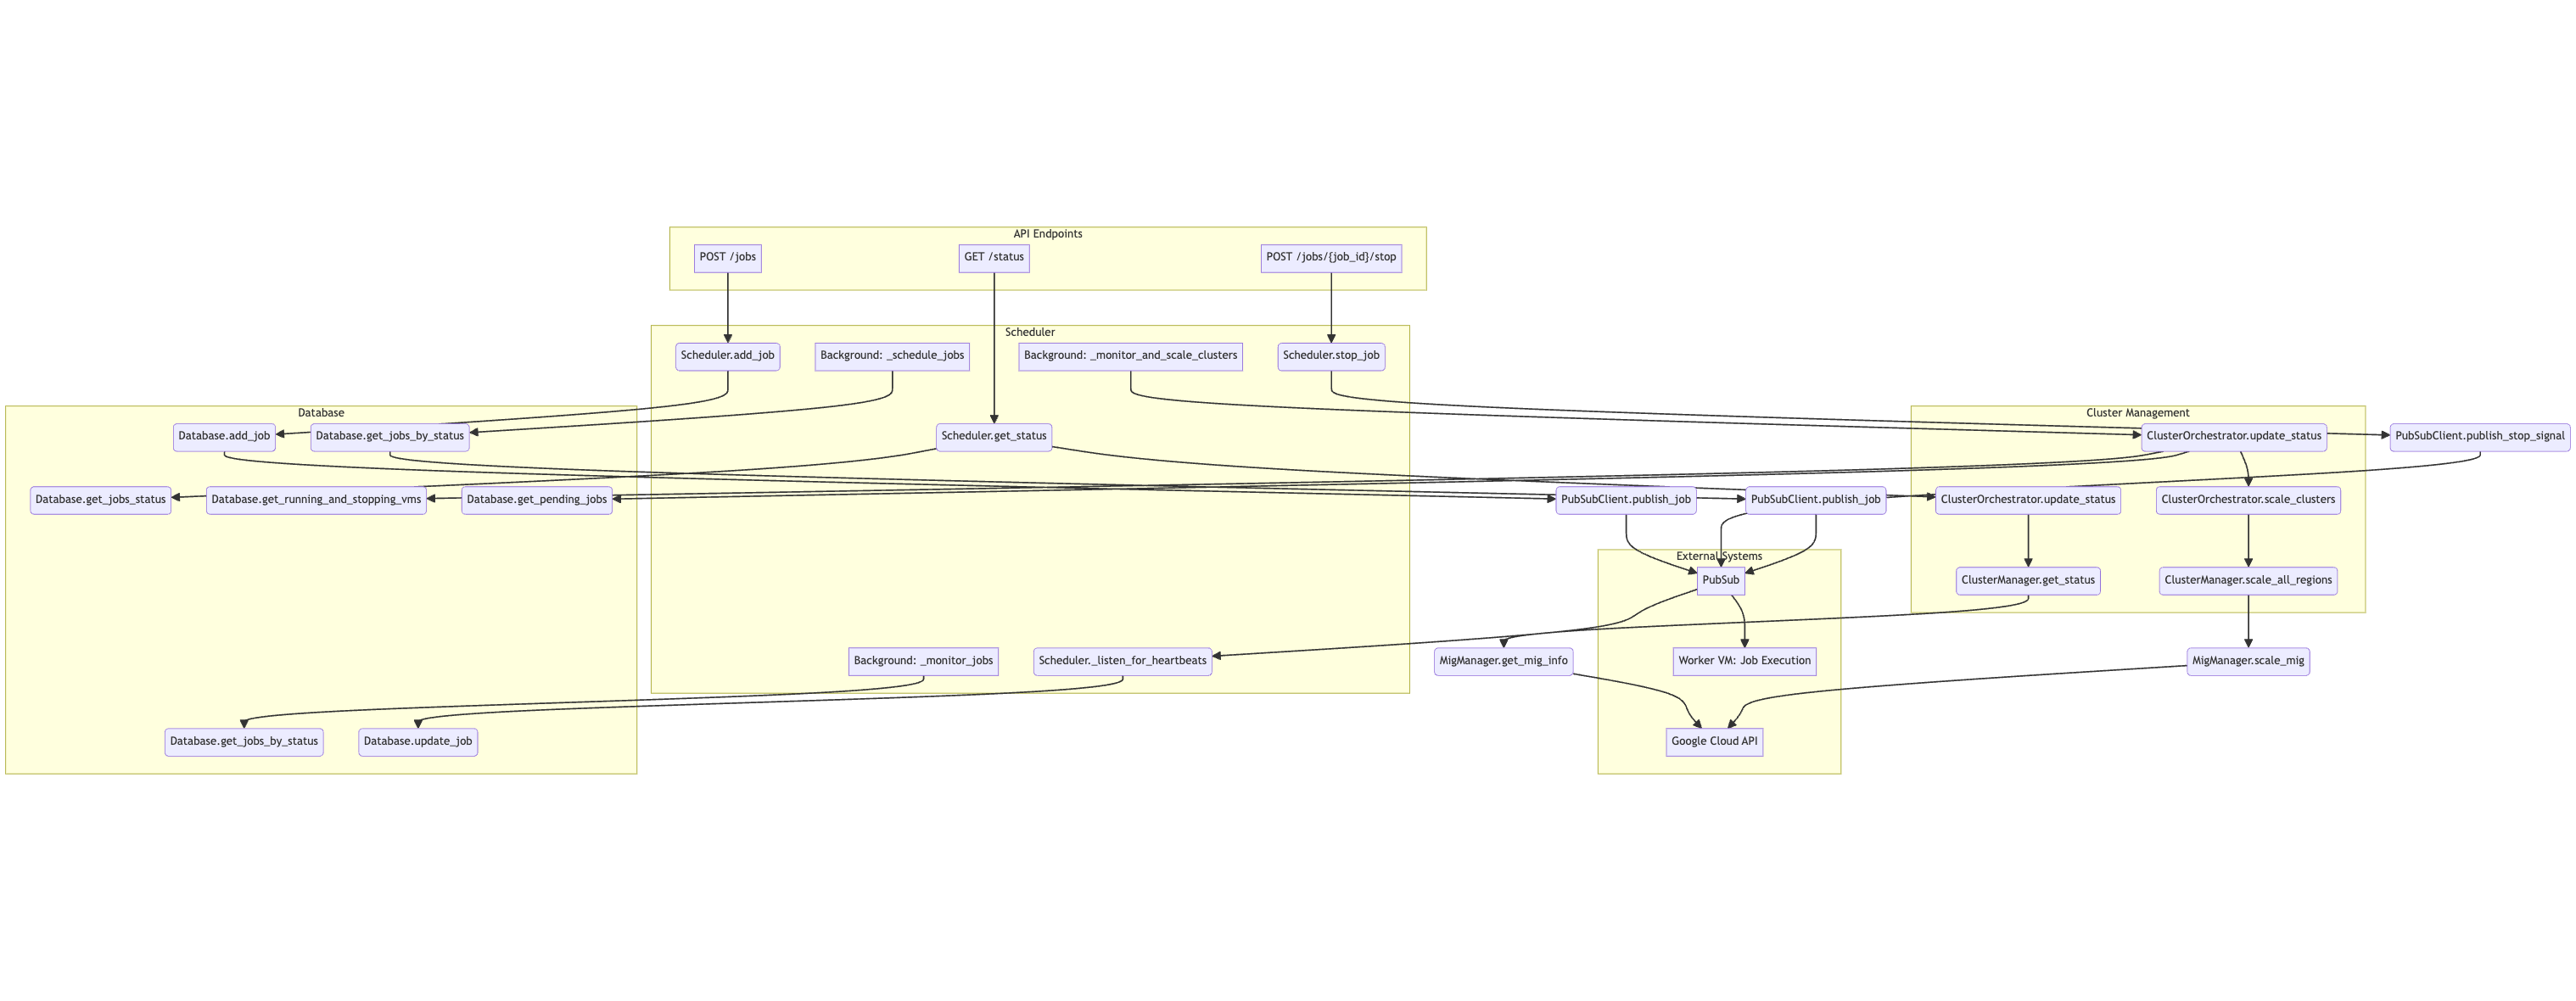 API Endpoints
POST /jobs
GET /status
POST /jobs/{job_id}/stop
Scheduler
Scheduler.add_job
Background: _schedule_jobs
Background: _monitor_and_scale_clusters
Scheduler.stop_job
Database
Cluster Management
Database.add_job
Database.get_jobs_by_status
Scheduler.get_status
ClusterOrchestrator.update_status
PubSubClient.publish_stop_signal
Database.get_jobs_status
Database.get_running_and_stopping_vms
Database.get_pending_jobs
PubSubClient.publish_job
PubSubClient.publish_job
ClusterOrchestrator.update_status
ClusterOrchestrator.scale_clusters
External Systems
PubSub
ClusterManager.get_status
ClusterManager.scale_all_regions
Background: _monitor_jobs
Scheduler._listen_for_heartbeats
MigManager.get_mig_info
Worker VM: Job Execution
MigManager.scale_mig
Database.get_jobs_by_status
Database.update_job
Google Cloud API